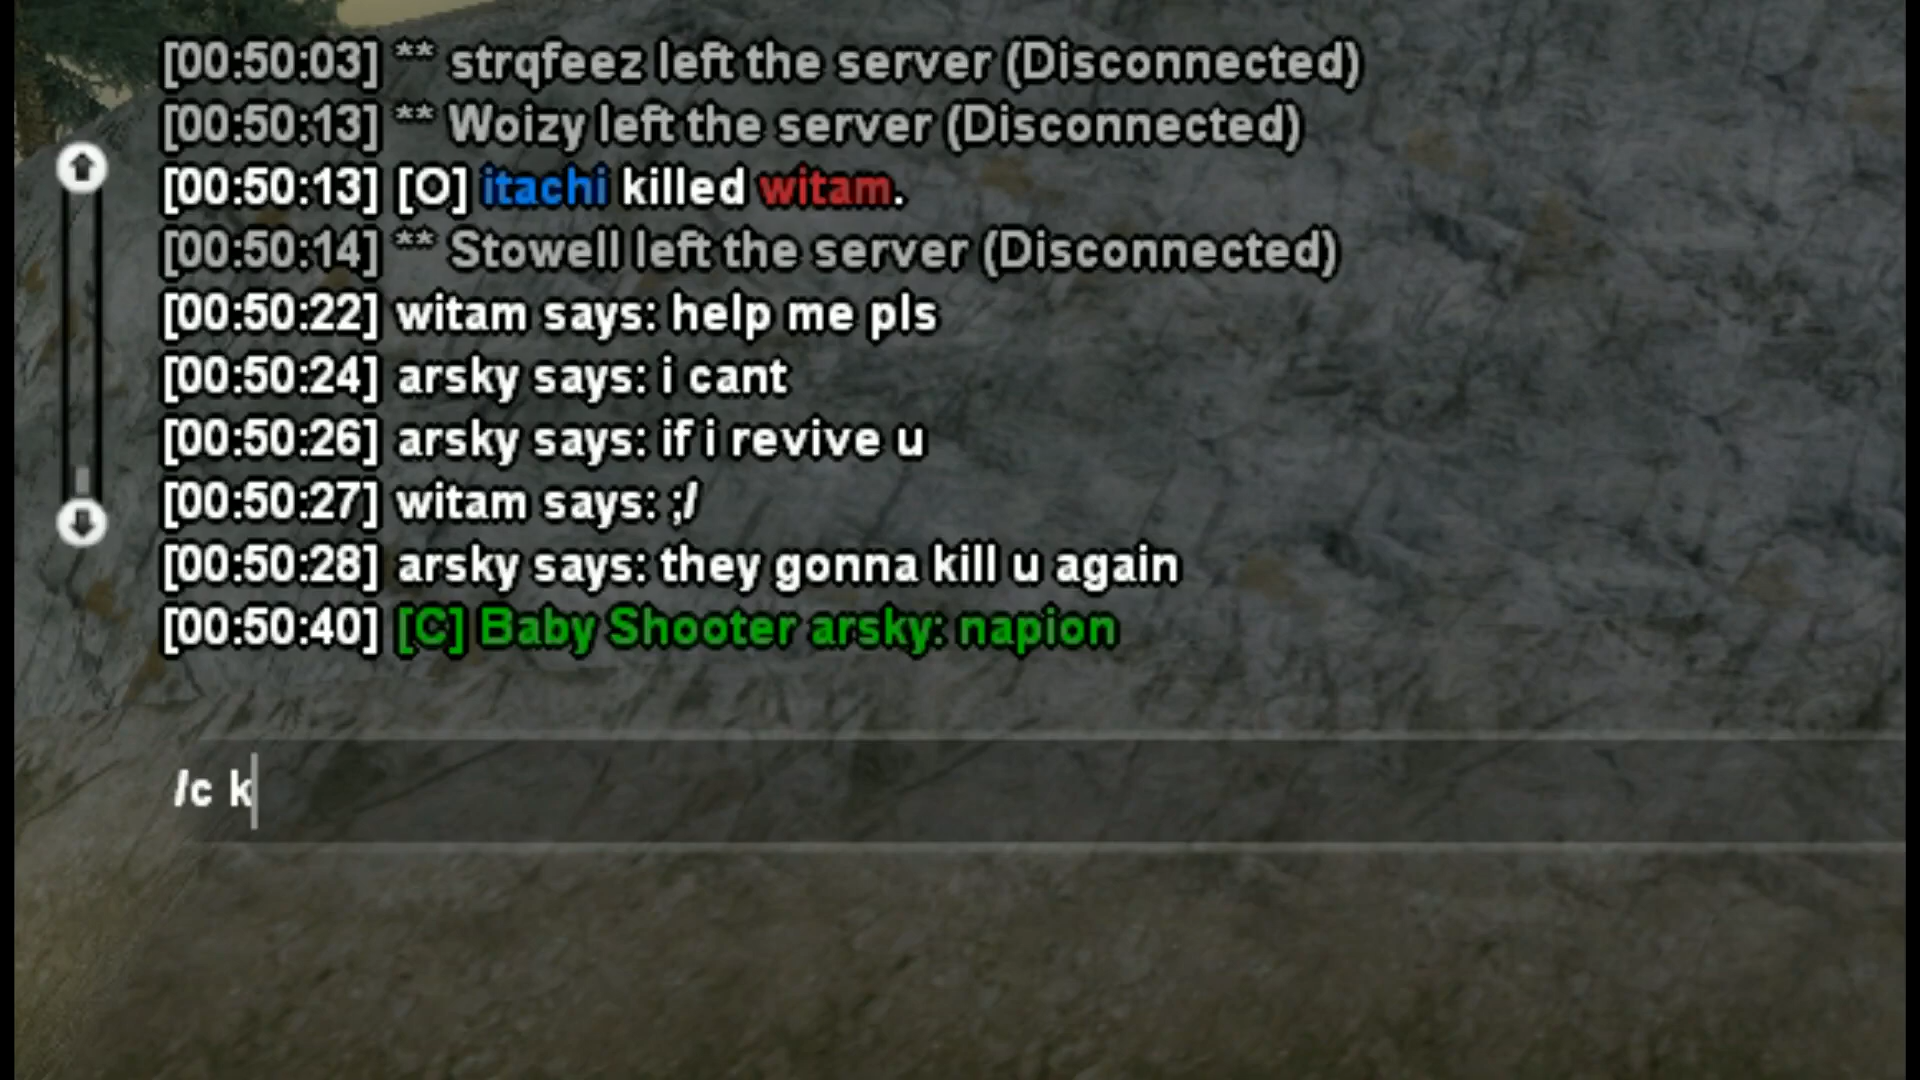 [00:50:03] ** strqfeez left the server (Disconnected)
[00:50:13] ** Woizy left the server (Disconnected)
[00:50:13] [O] itachi killed witam.
[00:50:14] ** Stowell left the server (Disconnected)
[00:50:22] witam says: help me pls
[00:50:24] arsky says: i cant
[00:50:26] arsky says: if i revive u
[00:50:27] witam says: ;/
[00:50:28] arsky says: they gonna kill u again
[00:50:40] [C] Baby Shooter arsky: napion
/c k